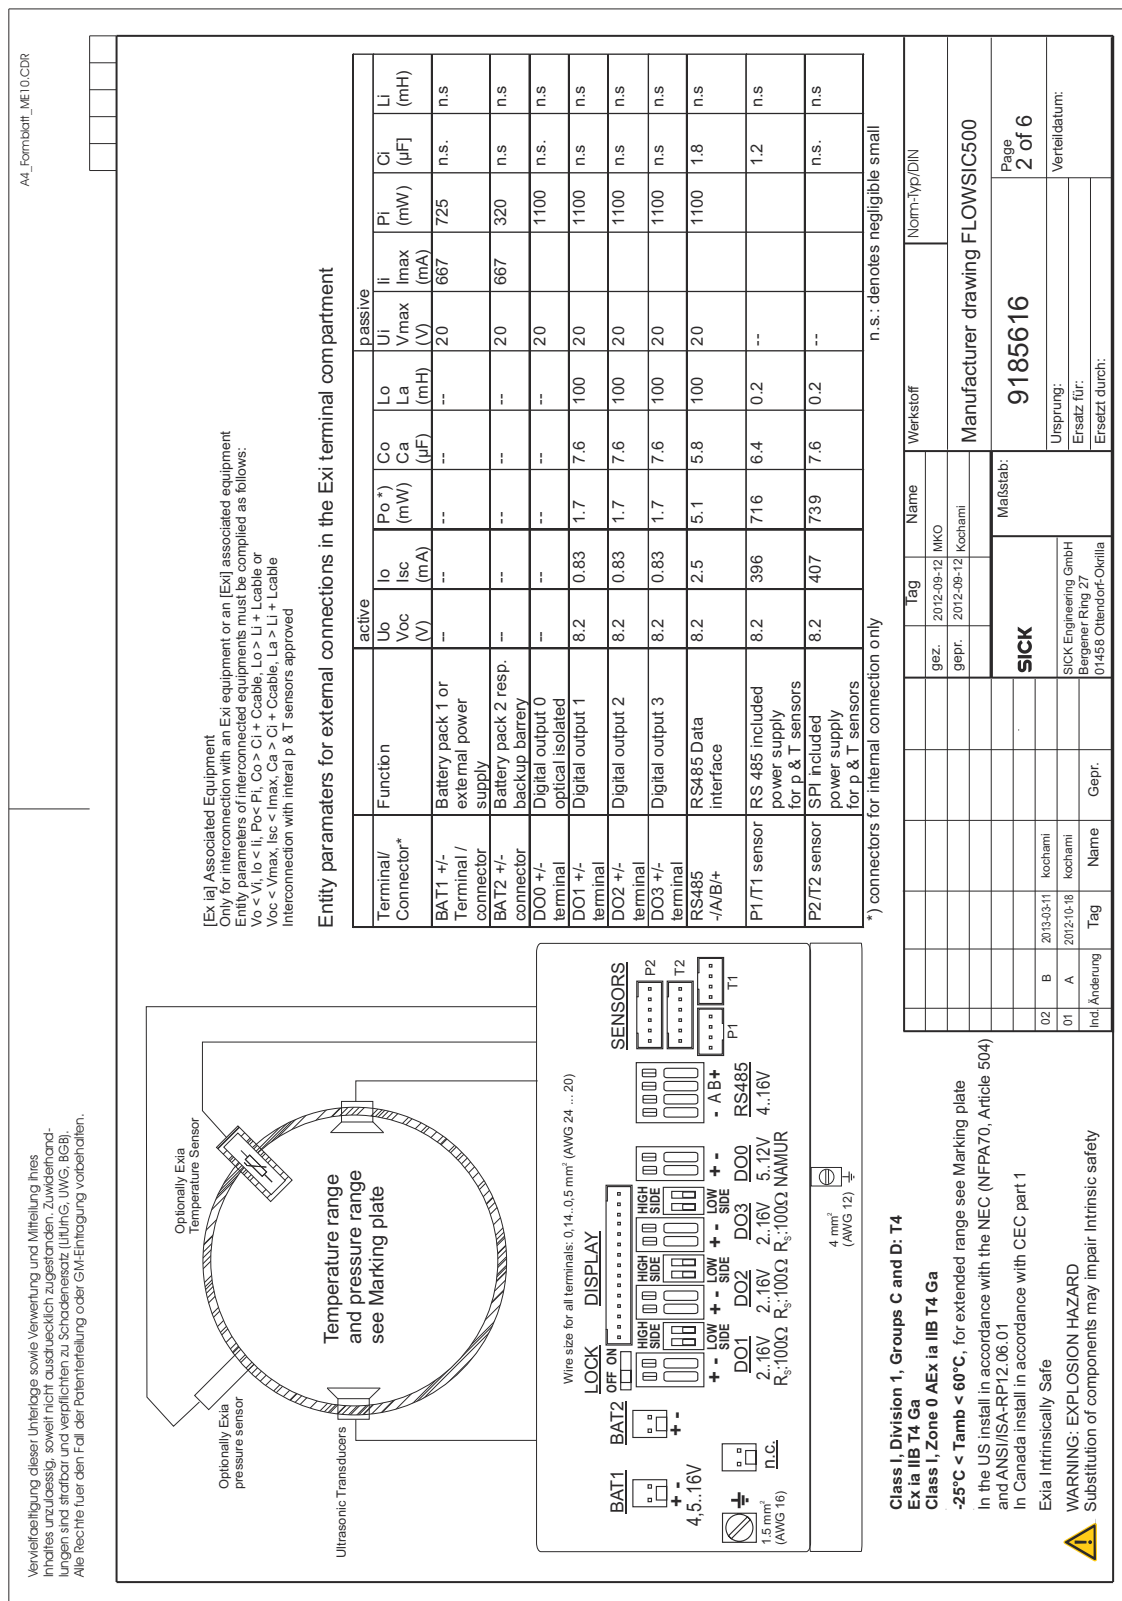 A4_Formblatt_ME10.CDR
Vervielfaeltigung dieser Unterlage sowie Verwertung und Mitteilung ihres
Inhaltes unzulaessig, soweit nicht ausdruecklich zugestanden. Zuwiderhand-
lungen sind strafbar und verpflichten zu Schadenersatz (LitUrhG, UWG, BGB).
Alle Rechte fuer den Fall der Patenterteilung oder GM-Eintragung vorbehalten.
Optionally Exia
Temperature Sensor
Optionally Exia
pressure sensor
Ultrasonic Transducers
Temperature range
and pressure range
see Marking plate
[Ex ia] Associated Equipment
Only for interconnection with an Exi equipment or an [Exi] associated equipment
Entity parameters of interconnected equipments must be complied as follows:
Vo < Vi, Io < Ii, Po< Pi, Co > Ci + Ccable, Lo > Li + Lcable or
Voc < Vmax, Isc < Imax, Ca > Ci + Ccable, La > Li + Lcable
Interconnection with interal p & T sensors approved
Wire size for all terminals: 0,14..0,5 mm² (AWG 24 ... 20)
BAT1
+ -
4,5..16V
BAT2
+ -
LOCK
OFF ON
DISPLAY
SENSORS
HIGH SIDE
LOW SIDE
+ -
DO1
2..16V
Rs:100Ω
HIGH SIDE
LOW SIDE
+ -
DO2
2..16V
Rs:100Ω
HIGH SIDE
LOW SIDE
+ -
DO3
2..16V
Rs:100Ω
+ -
DO0
5..12V
NAMUR
- A B +
RS485
4..16V
P2
T2
P1
T1
1.5 mm²
(AWG 16)
n.c.
4 mm²
(AWG 12)
Entity paramaters for external connections in the Exi terminal compartment
active passive
Terminal/ Connector* Function Uo Voc (V) Io Isc (mA) Po*) (mW) Co Ca (µF) Lo La (mH) Ui Vmax (V) Ii Imax (mA) Pi (mW) Ci (µF] Li (mH)
BAT1 +/- Terminal / connector Battery pack 1 or external power supply -- -- -- -- -- 20 667 725 n.s. n.s
BAT2 +/- connector Battery pack 2 resp. backup barrery -- -- -- -- -- 20 667 320 n.s n.s
DO0 +/- terminal Digital output 0 optical isolated -- -- -- -- -- 20 1100 n.s. n.s
DO1 +/- terminal Digital output 1 8.2 0.83 1.7 7.6 100 20 1100 n.s n.s
DO2 +/- terminal Digital output 2 8.2 0.83 1.7 7.6 100 20 1100 n.s n.s
DO3 +/- terminal Digital output 3 8.2 0.83 1.7 7.6 100 20 1100 n.s n.s
RS485 -/A/B/+ RS485 Data interface 8.2 2.5 5.1 5.8 100 20 1100 1.8 n.s
P1/T1 sensor RS 485 included power supply for p & T sensors 8.2 396 716 6.4 0.2 -- 1.2 n.s
P2/T2 sensor SPI included power supply for p & T sensors 8.2 407 739 7.6 0.2 -- n.s. n.s
*) connectors for internal connection only
n.s.: denotes negligible small
Class I, Division 1, Groups C and D: T4
Ex ia IIB T4 Ga
Class I, Zone 0 AEx ia IIB T4 Ga
-25°C < Tamb < 60°C, for extended range see Marking plate
In the US install in accordance with the NEC (NFPA70, Article 504)
and ANSI/ISA-RP12.06.01
In Canada install in accordance with CEC part 1
Exia Intrinsically Safe
WARNING: EXPLOSION HAZARD
Substitution of components may impair Intrinsic safety
02 B 2013-03-11 kochami
01 A 2012-10-18 kochami
Ind. Änderung Tag Name Gepr.
Tag Name
gez. 2012-09-12 MKO
gepr. 2012-09-12 Kochami
SICK
SICK Engineering GmbH
Bergener Ring 27
01458 Ottendorf-Okrilla
Maßstab:
Werkstoff
Norm-Typ/DIN
Manufacturer drawing FLOWSIC500
9185616
Page
2 of 6
Ursprung:
Ersatz für:
Ersetzt durch:
Verteildatum: